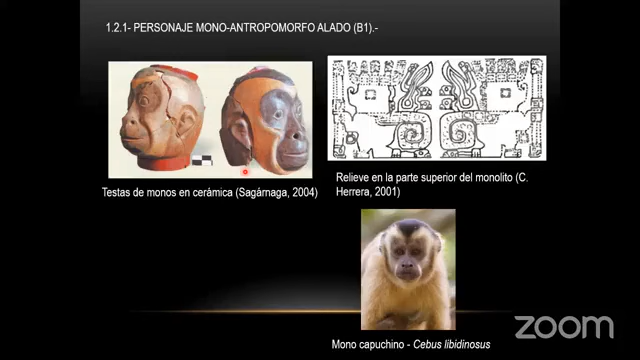 1.2.1- PERSONAJE MONO-ANTROPOMORFO ALADO (B1).-
Testas de monos en cerámica (Sagárnaga, 2004)
Relieve en la parte superior del monolito (C.
Herrera, 2001)
Mono capuchino - Cebus libidinosus
zoom